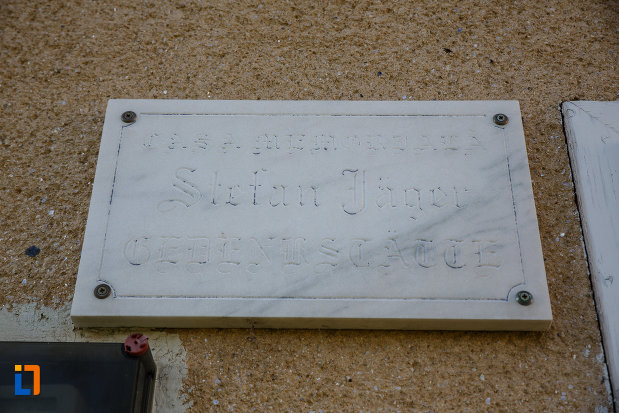 CASA MEMORIALĂ
Stefan Jäger
GEDENKSTÄTTE